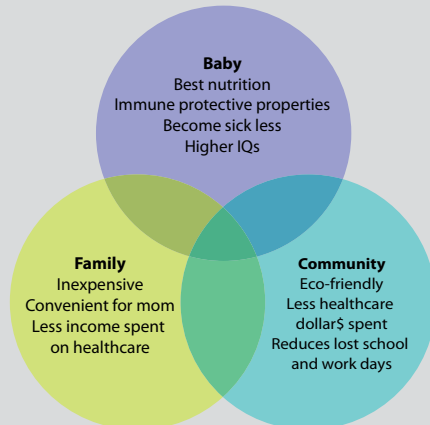 Baby
Best nutrition
Immune protective properties
Become sick less
Higher IQs
Family
Inexpensive
Convenient for mom
Less income spent
on healthcare
Community
Eco-friendly
Less healthcare
dollar$ spent
Reduces lost school
and work days